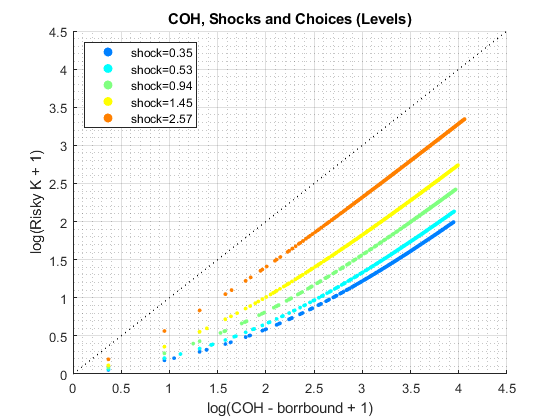 COH, Shocks and Choices (Levels)
4.5
4
3.5
3
2.5
2
1.5
1
0.5
0
log(Risky K + 1)
shock=0.35
shock=0.53
shock=0.94
shock=1.45
shock=2.57
0 0.5 1 1.5 2 2.5 3 3.5 4 4.5
log(COH - borrbound + 1)